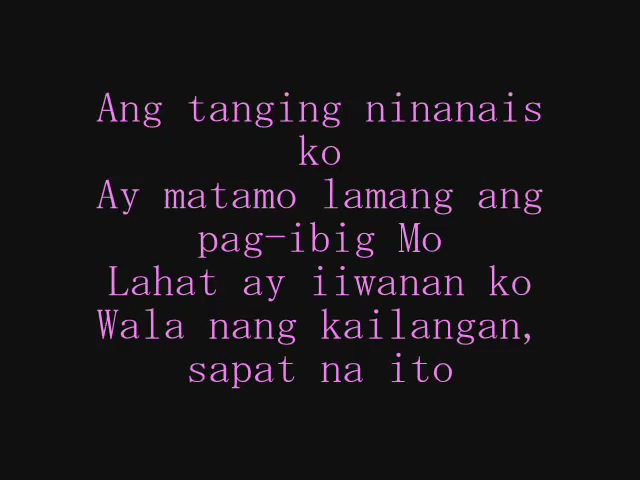 Ang tanging ninanais
ko
Ay matamo lamang ang
pag-ibig Mo
Lahat ay iiwanan ko
Wala nang kailangan,
sapat na ito